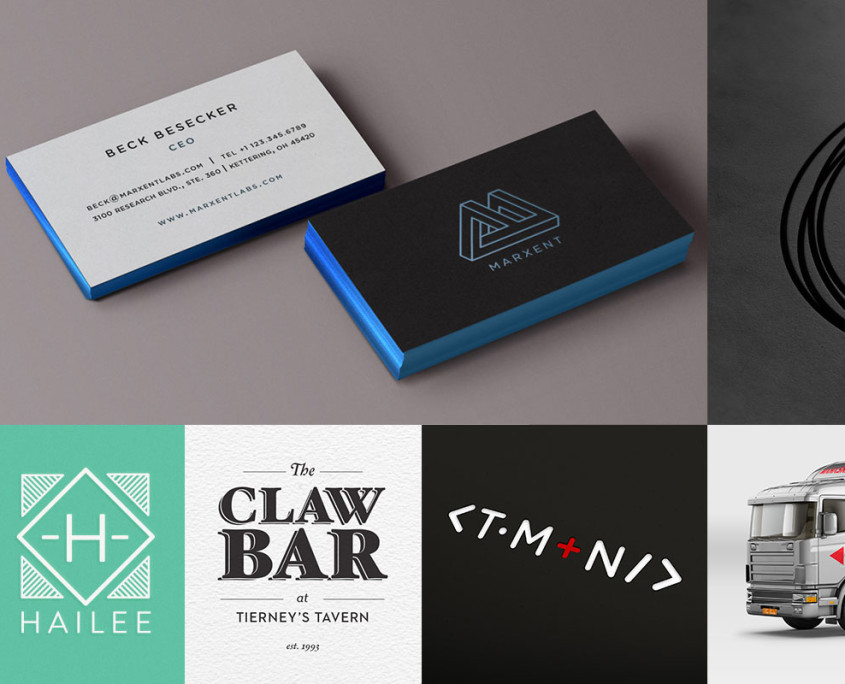 BECK BESECKER
CEO
BECK@MARXENTLABS.COM | TEL +1 123.345.6789
3100 RESEARCH BLVD., STE. 360 | KETTERING, OH 45420
WWW.MARXENTLABS.COM
MARXENT
-H-
HAILEE
The
CLAW
BAR
at
TIERNEY'S TAVERN
est. 1993
<T·M+N/>